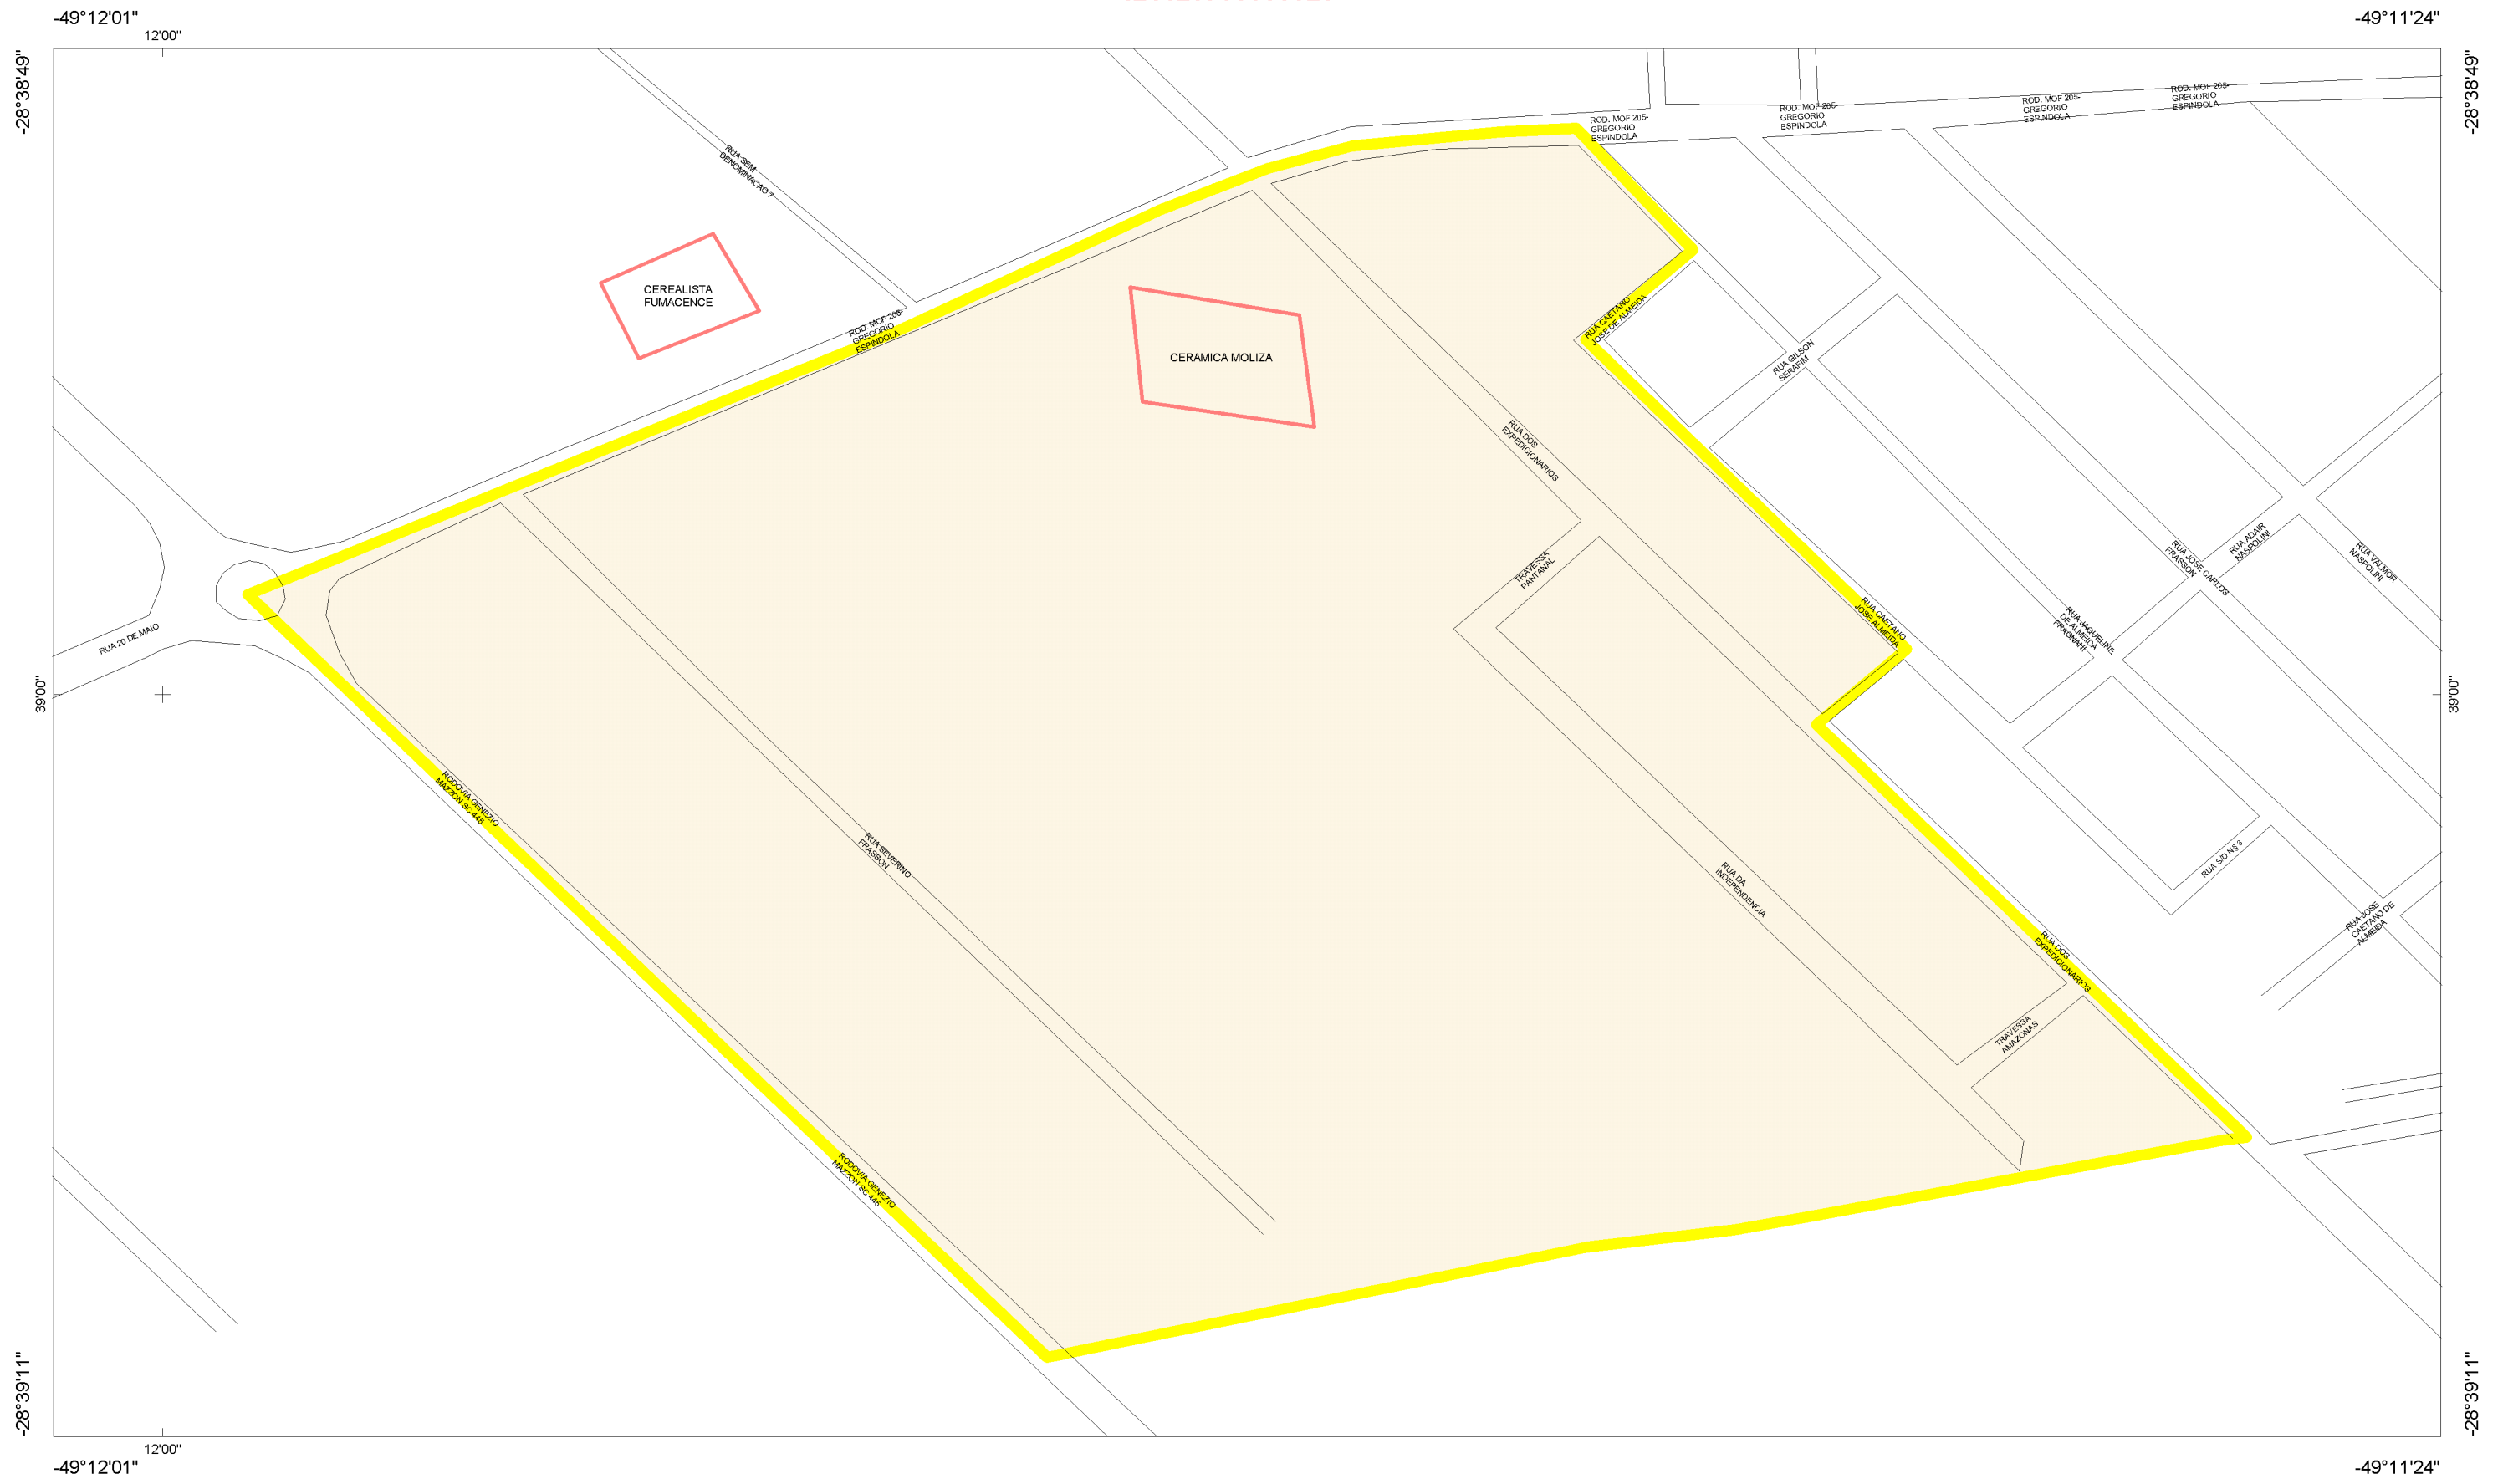 -49°12'01"
-49°11'24"
12'00"
-28°38'49"
-28°38'49"
ROD. MOF 205-
GREGORIO
ESPINDOLA
ROD. MOF 205-
GREGORIO
ESPINDOLA
ROD. MOF 205-
GREGORIO
ESPINDOLA
ROD. MOF 205-
GREGORIO
ESPINDOLA
RUA SEM
DENOMINACAO 7
CEREALISTA
FUMACENCE
ROD. MOF 205-
GREGORIO
ESPINDOLA
CERAMICA MOLIZA
RUA CAETANO
JOSE DE ALMEIDA
RUA GILSON
SERAFIM
RUA DOS
EXPEDICIONARIOS
TRAVESSA
PANTANAL
RUA ADAIR
NASPOLINI
RUA VALMOR
NASPOLINI
RUA JOSE CARLOS
FRASSON
RUA CAETANO
JOSE ALMEIDA
RUA JAQUELINE
DE ALMEIDA
FRAGNANI
RUA 20 DE MAIO
39'00"
39'00"
RODOVIA GENEZIO
MAZZON SC 445
RUA SEVERINO
FRASSON
RUA DA
INDEPENDENCIA
RUA S/D N§ 3
RUA JOSE
CAETANO DE
ALMEIDA
RUA DOS
EXPEDICIONARIOS
TRAVESSA
AMAZONAS
RODOVIA GENEZIO
MAZZON SC 445
-28°39'11"
-28°39'11"
12'00"
-49°12'01"
-49°11'24"